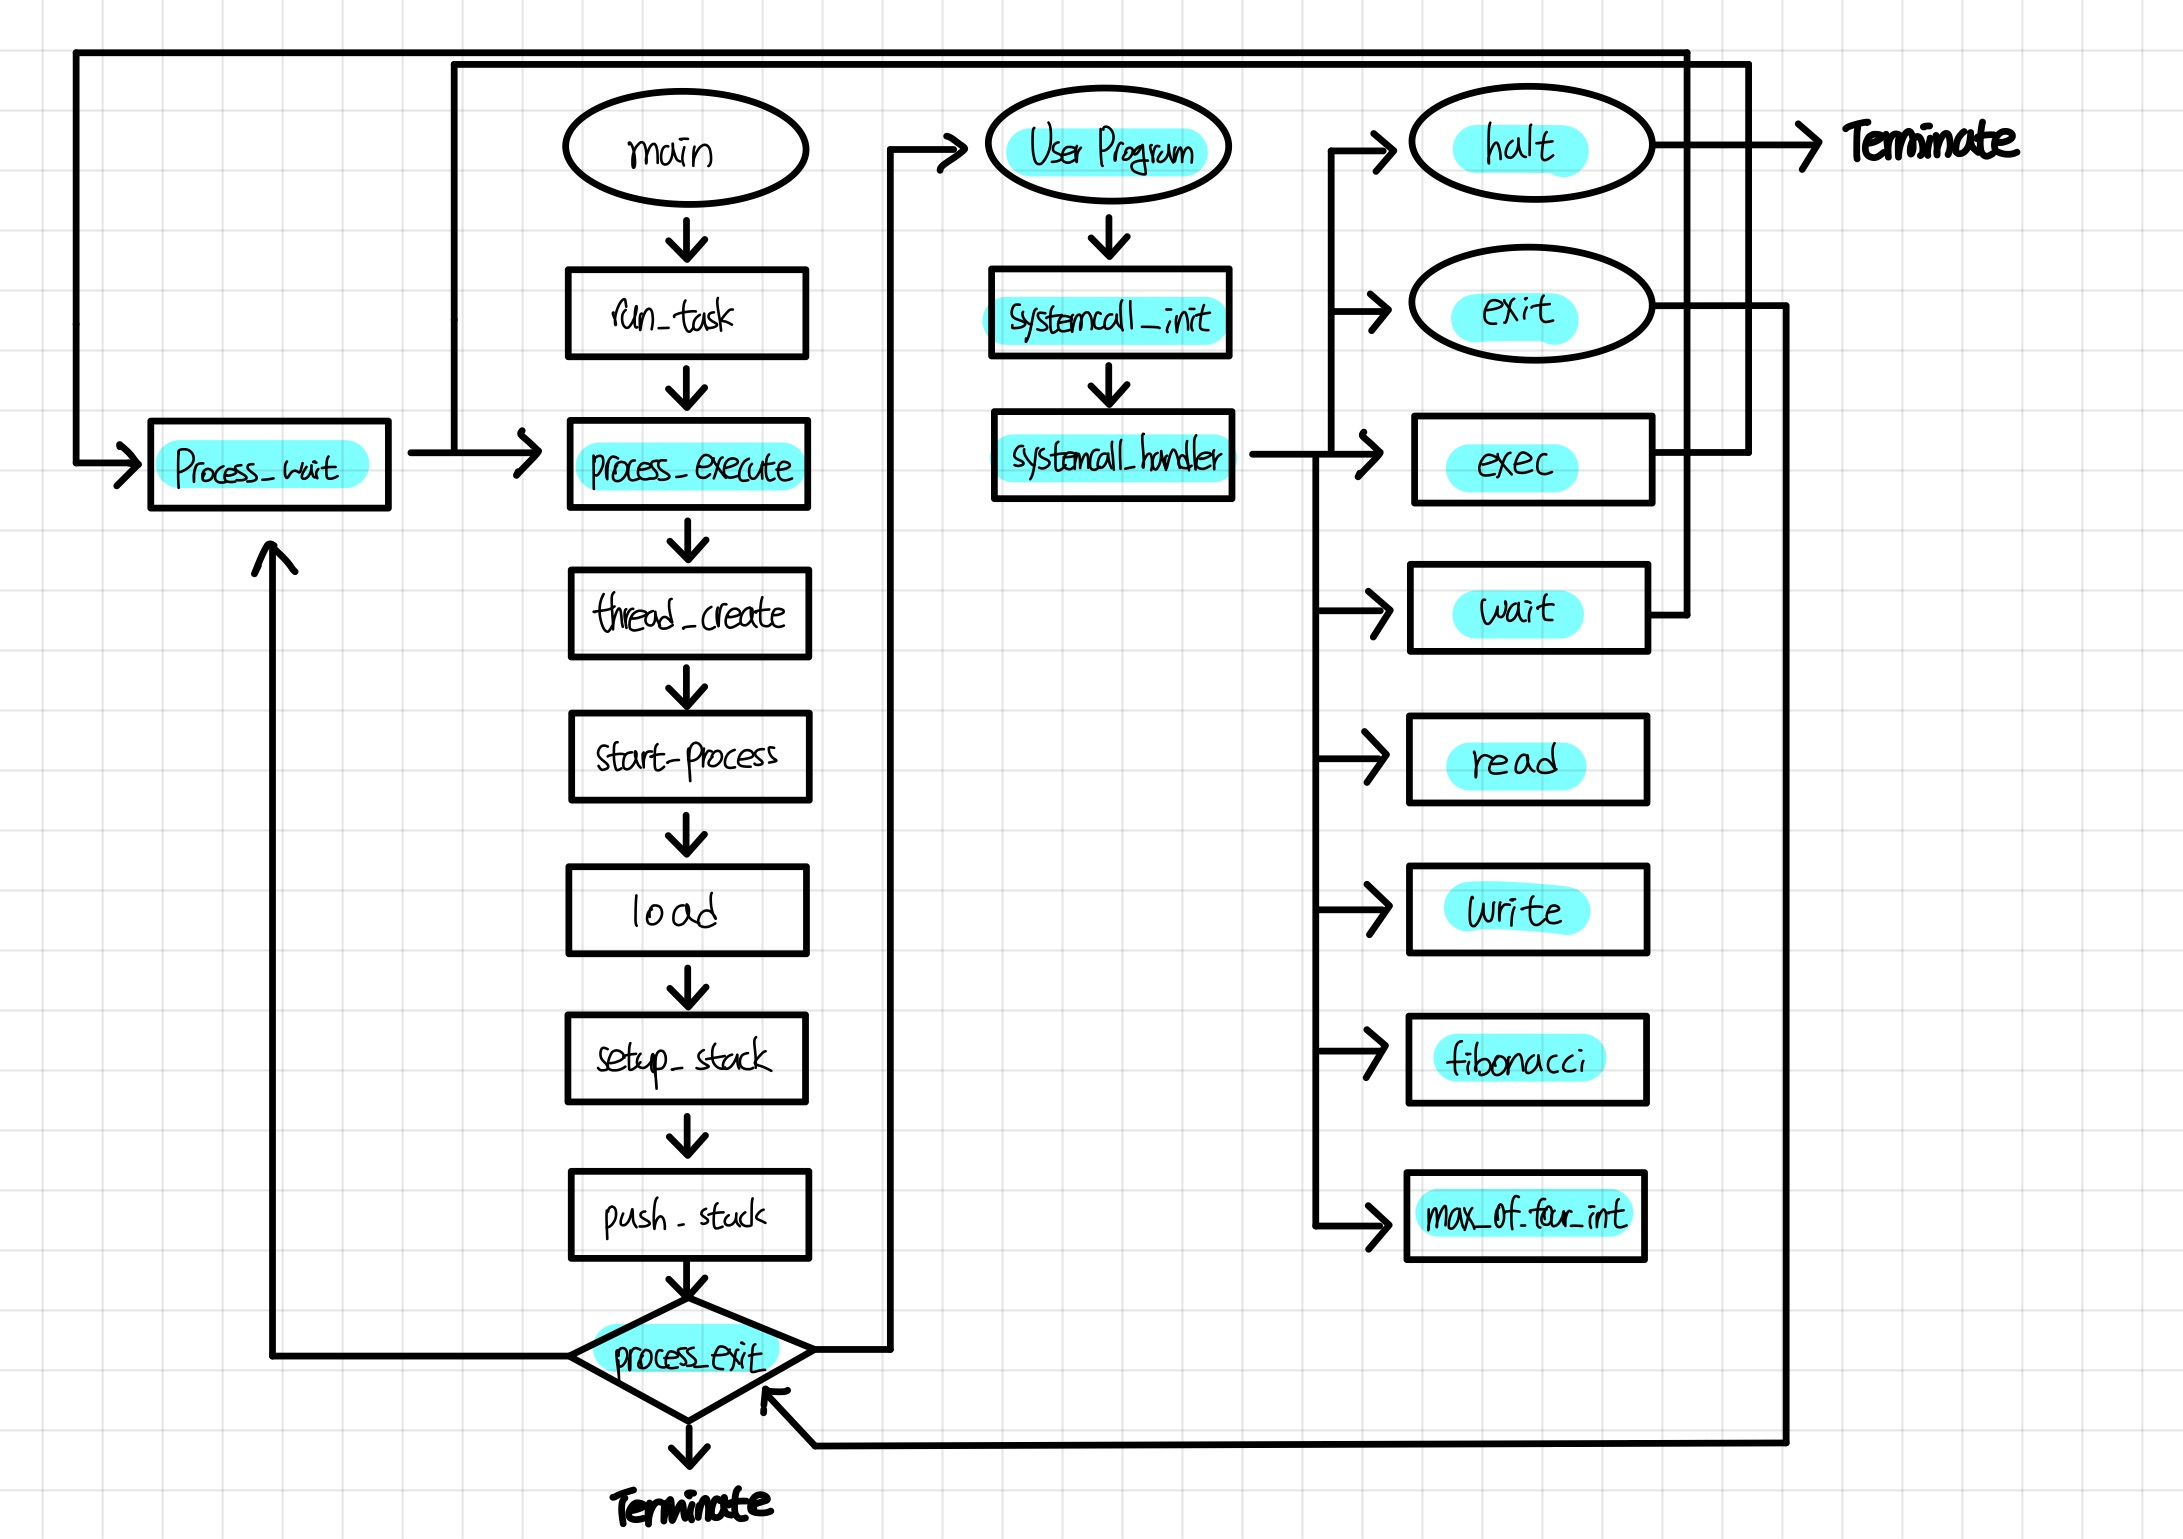 main
run_task
Process_wait
process_execute
thread_create
start_process
load
setup_stack
push_stack
process_exit
Terminate
User Program
systemcall_init
systemcall_handler
halt
Terminate
exit
exec
wait
read
write
fibonacci
max_of_four_int